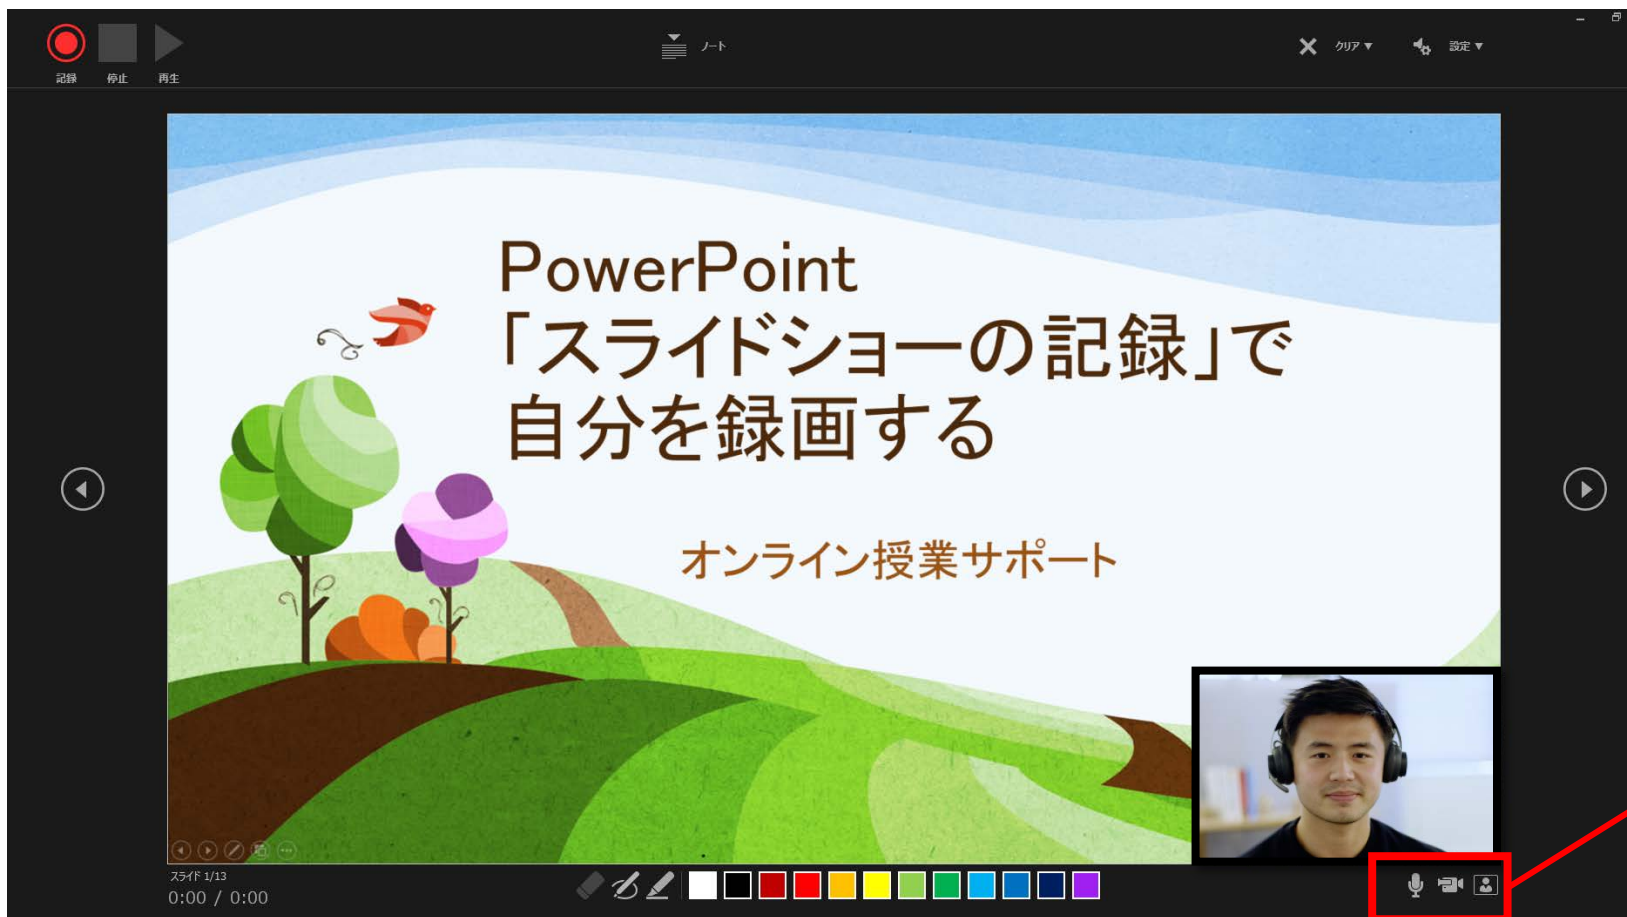 ノート
クリア▼
設定▼
記録
停止
再生
PowerPoint
「スライドショーの記録」で
自分を録画する
オンライン授業サポート
スライド 1/13
0:00 / 0:00